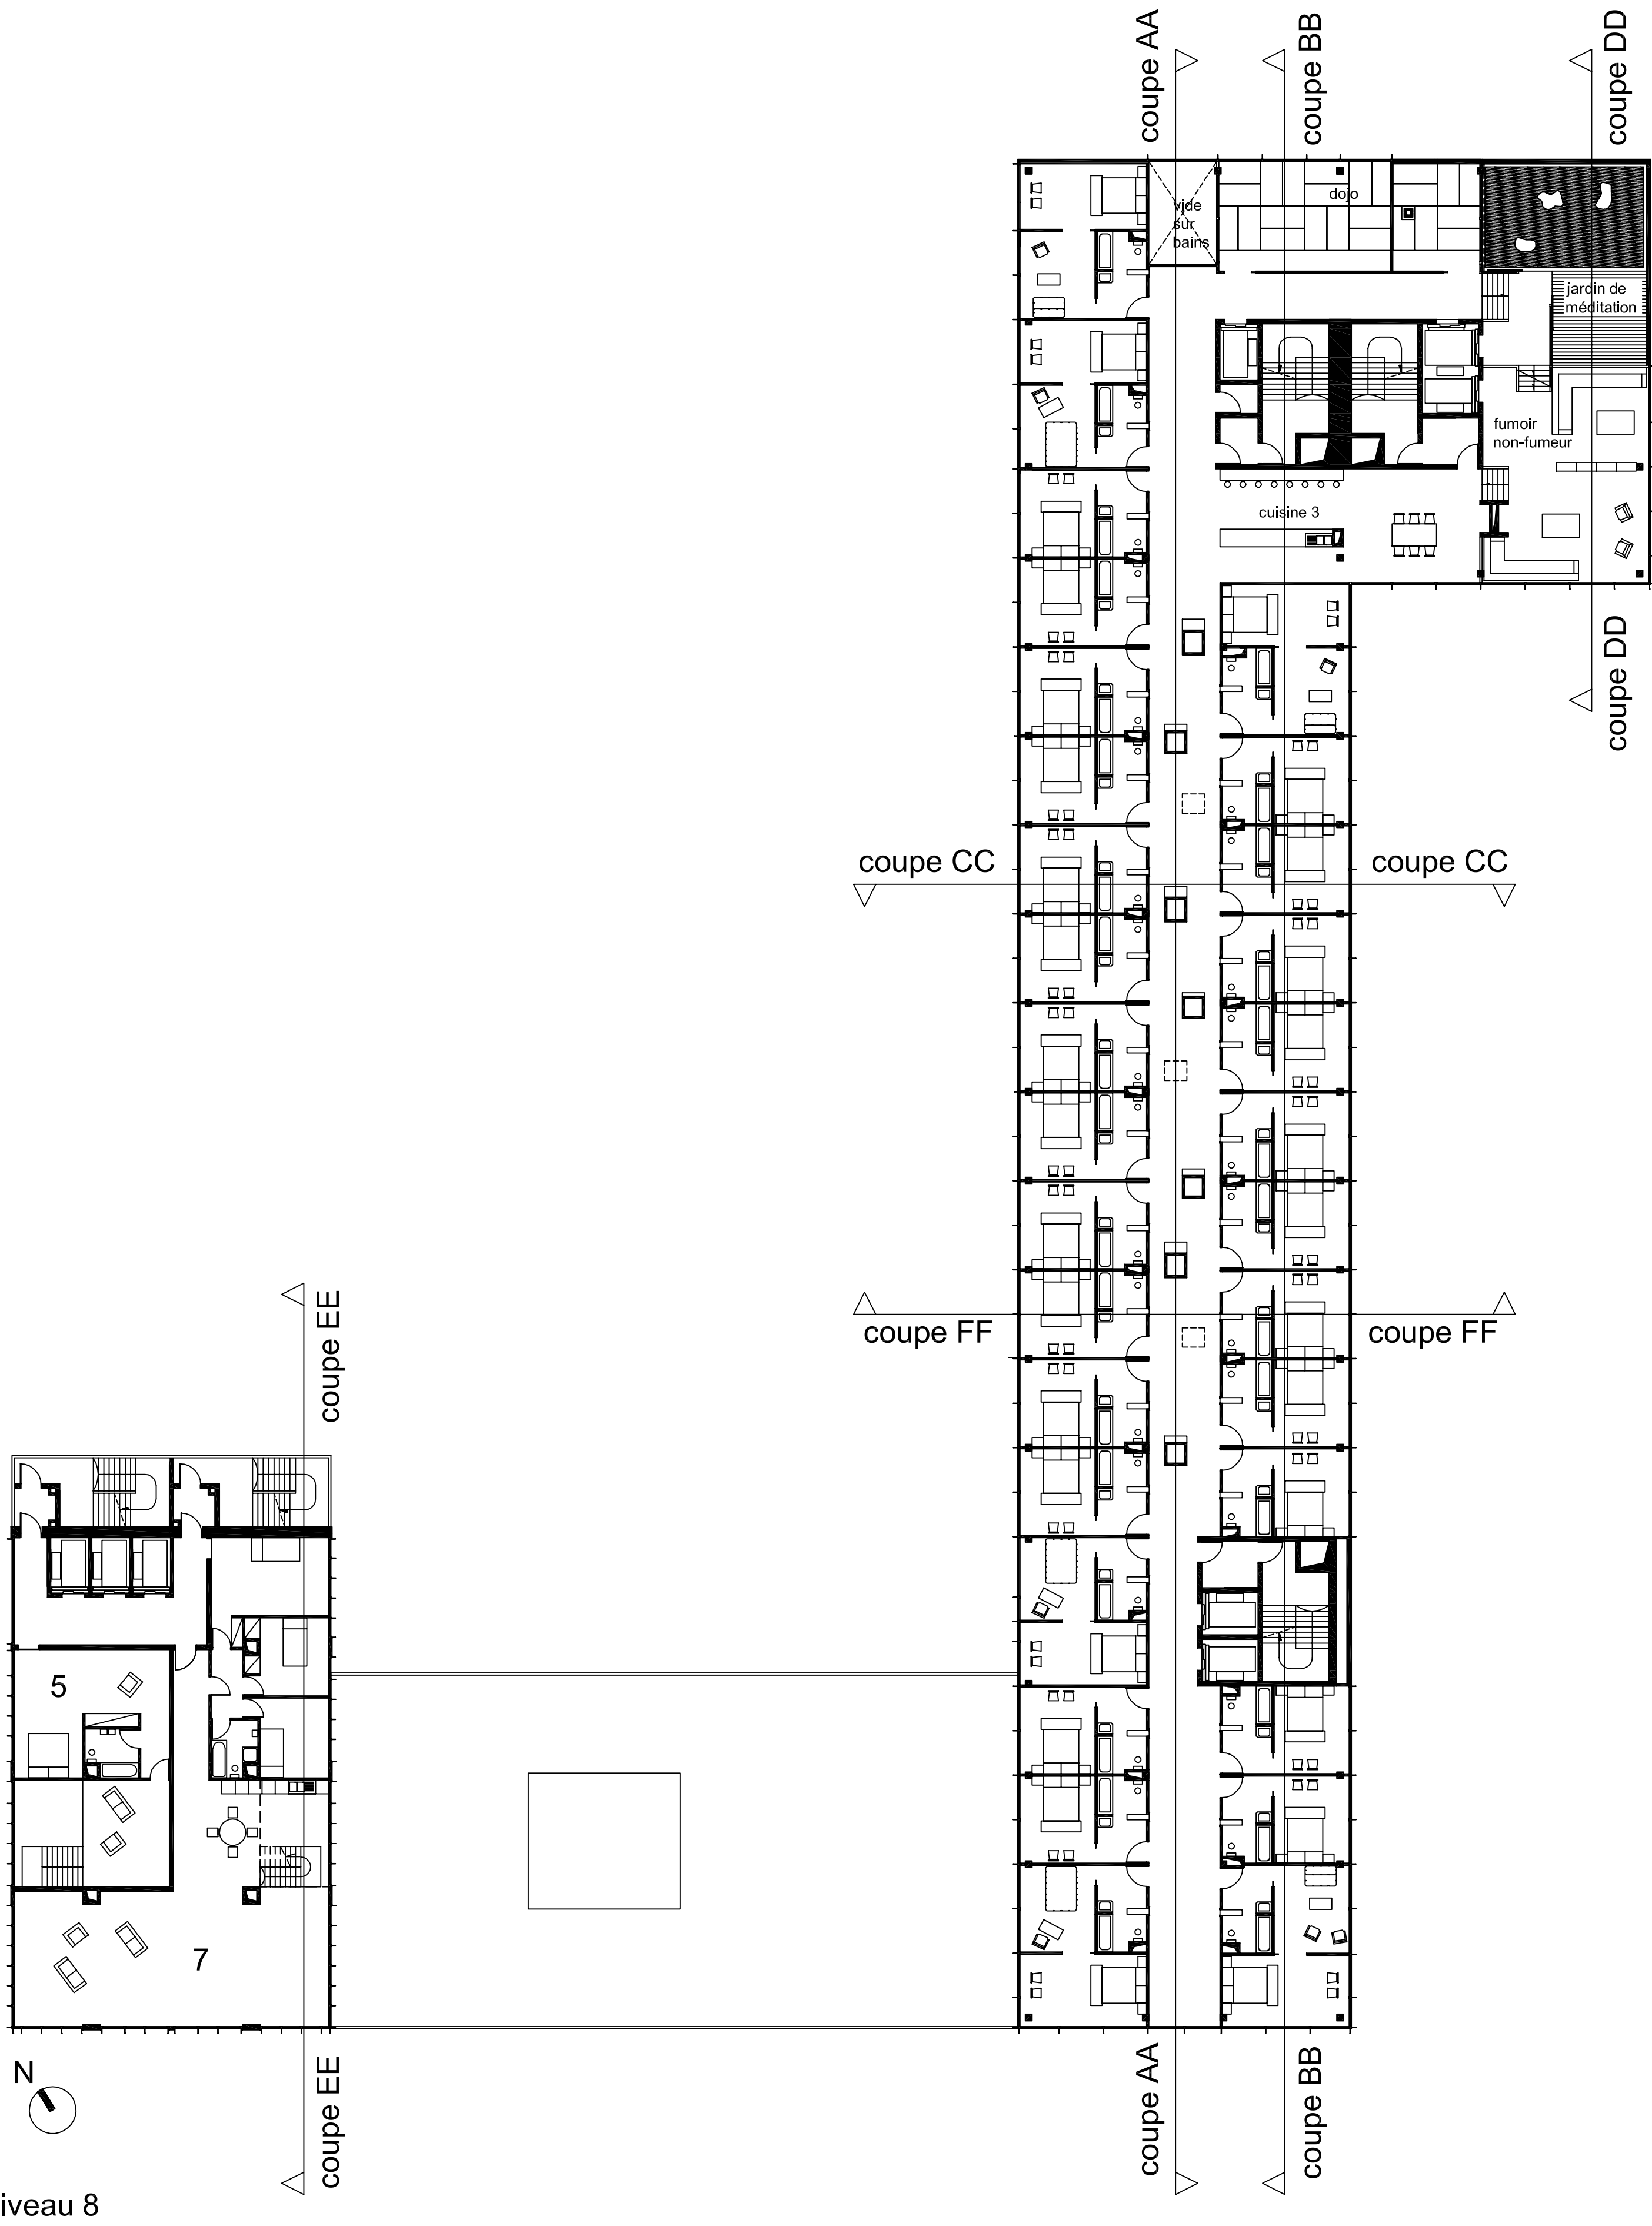 coupe AA
coupe BB
coupe DD
dojo
vide
sur
bains
jardin de
méditation
fumoir
non-fumeur
cuisine 3
coupe DD
coupe CC
coupe CC
coupe EE
coupe FF
coupe FF
5
7
N
coupe EE
coupe AA
coupe BB
iveau 8